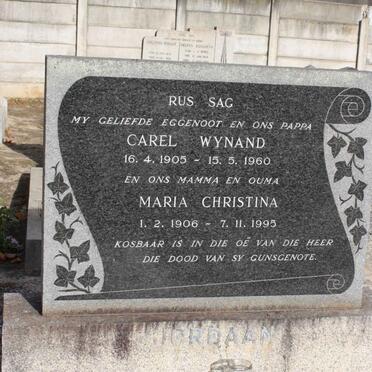 RUS SAG
MY GELIEFDE EGGENOOT EN ONS PAPPA
CAREL WYNAND
16. 4. 1905 - 15. 5. 1960
EN ONS MAMMA EN OUMA
MARIA CHRISTINA
1. 2. 1906 - 7. 11. 1995
KOSBAAR IS IN DIE OË VAN DIE HEER
DIE DOOD VAN SY GUNSGENOTE.
JORDAAN